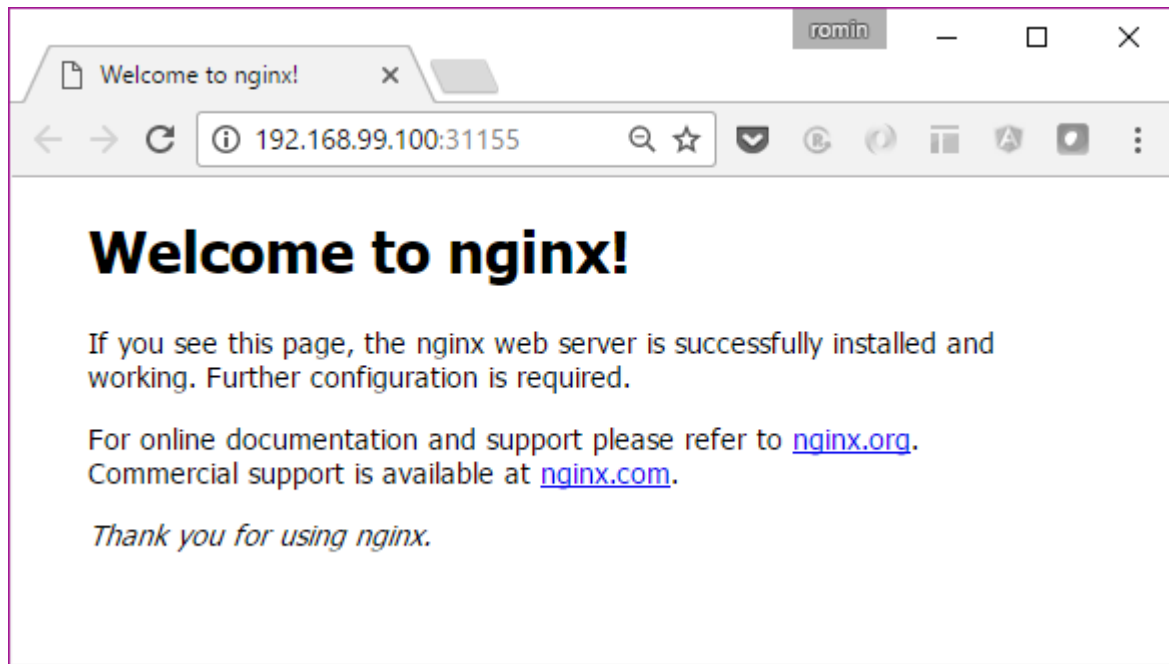 romin
Welcome to nginx!
192.168.99.100:31155
Welcome to nginx!
If you see this page, the nginx web server is successfully installed and
working. Further configuration is required.
For online documentation and support please refer to nginx.org.
Commercial support is available at nginx.com.
Thank you for using nginx.